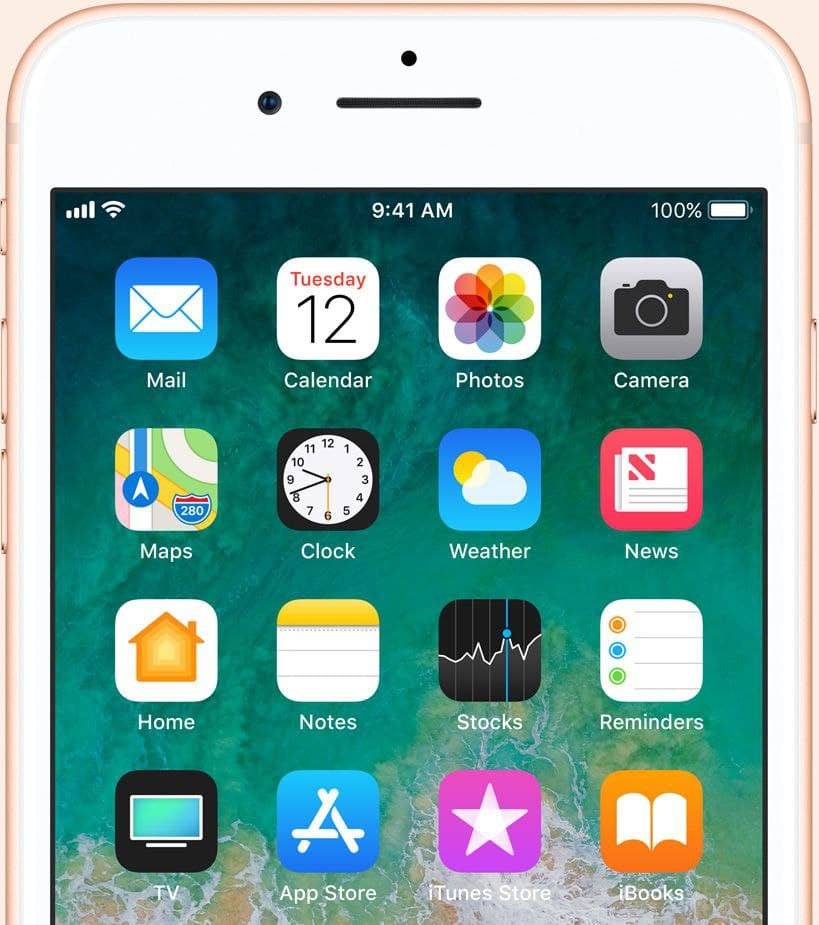 9:41 AM
100%
Tuesday
12
Mail
Calendar
Photos
Camera
280
12
11
1
10
2
9
3
8
4
7
5
6
Maps
Clock
Weather
News
Home
Notes
Stocks
Reminders
TV
App Store
iTunes Store
iBooks